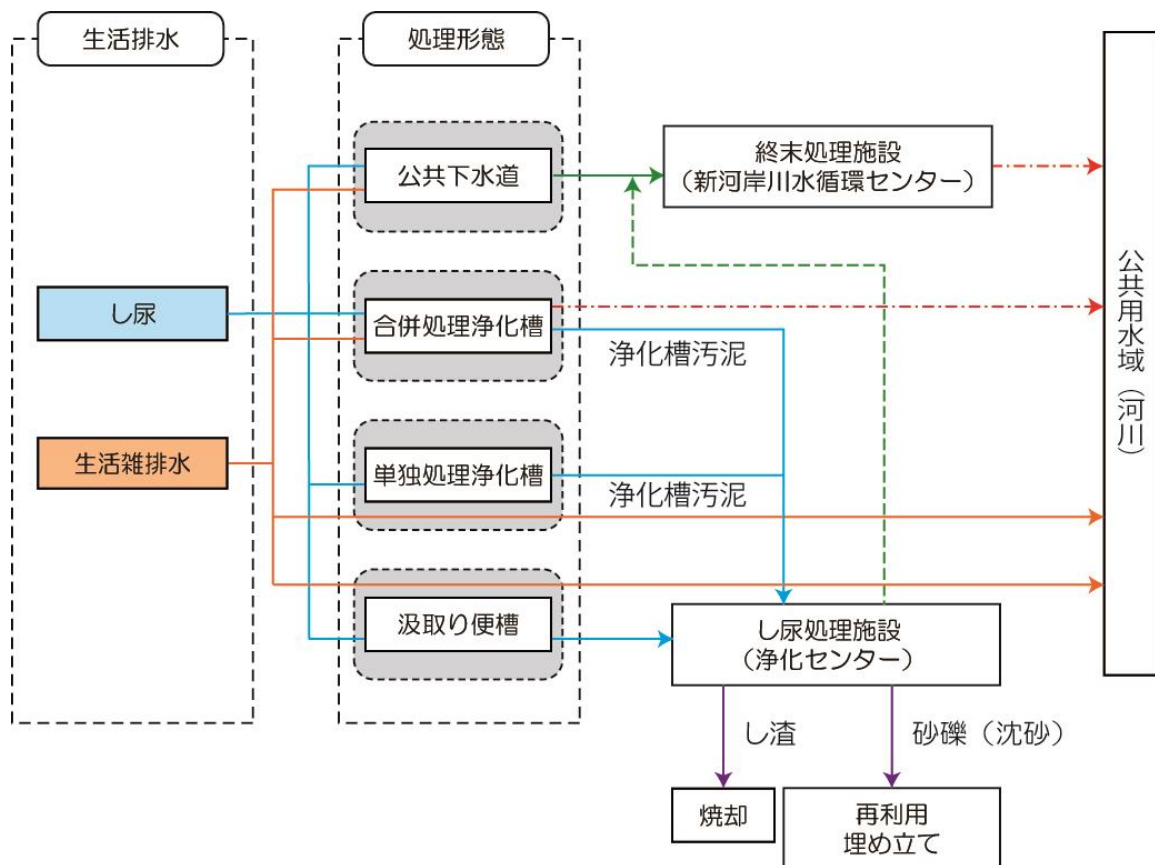 生活排水
処理形態
公共下水道
終末処理施設
（新河岸川水循環センター）
し尿
合併処理浄化槽
浄化槽汚泥
公共用水域（河川）
生活雑排水
単独処理浄化槽
浄化槽汚泥
汲取り便槽
し尿処理施設
（浄化センター）
し渣
砂礫（沈砂）
焼却
再利用
埋め立て